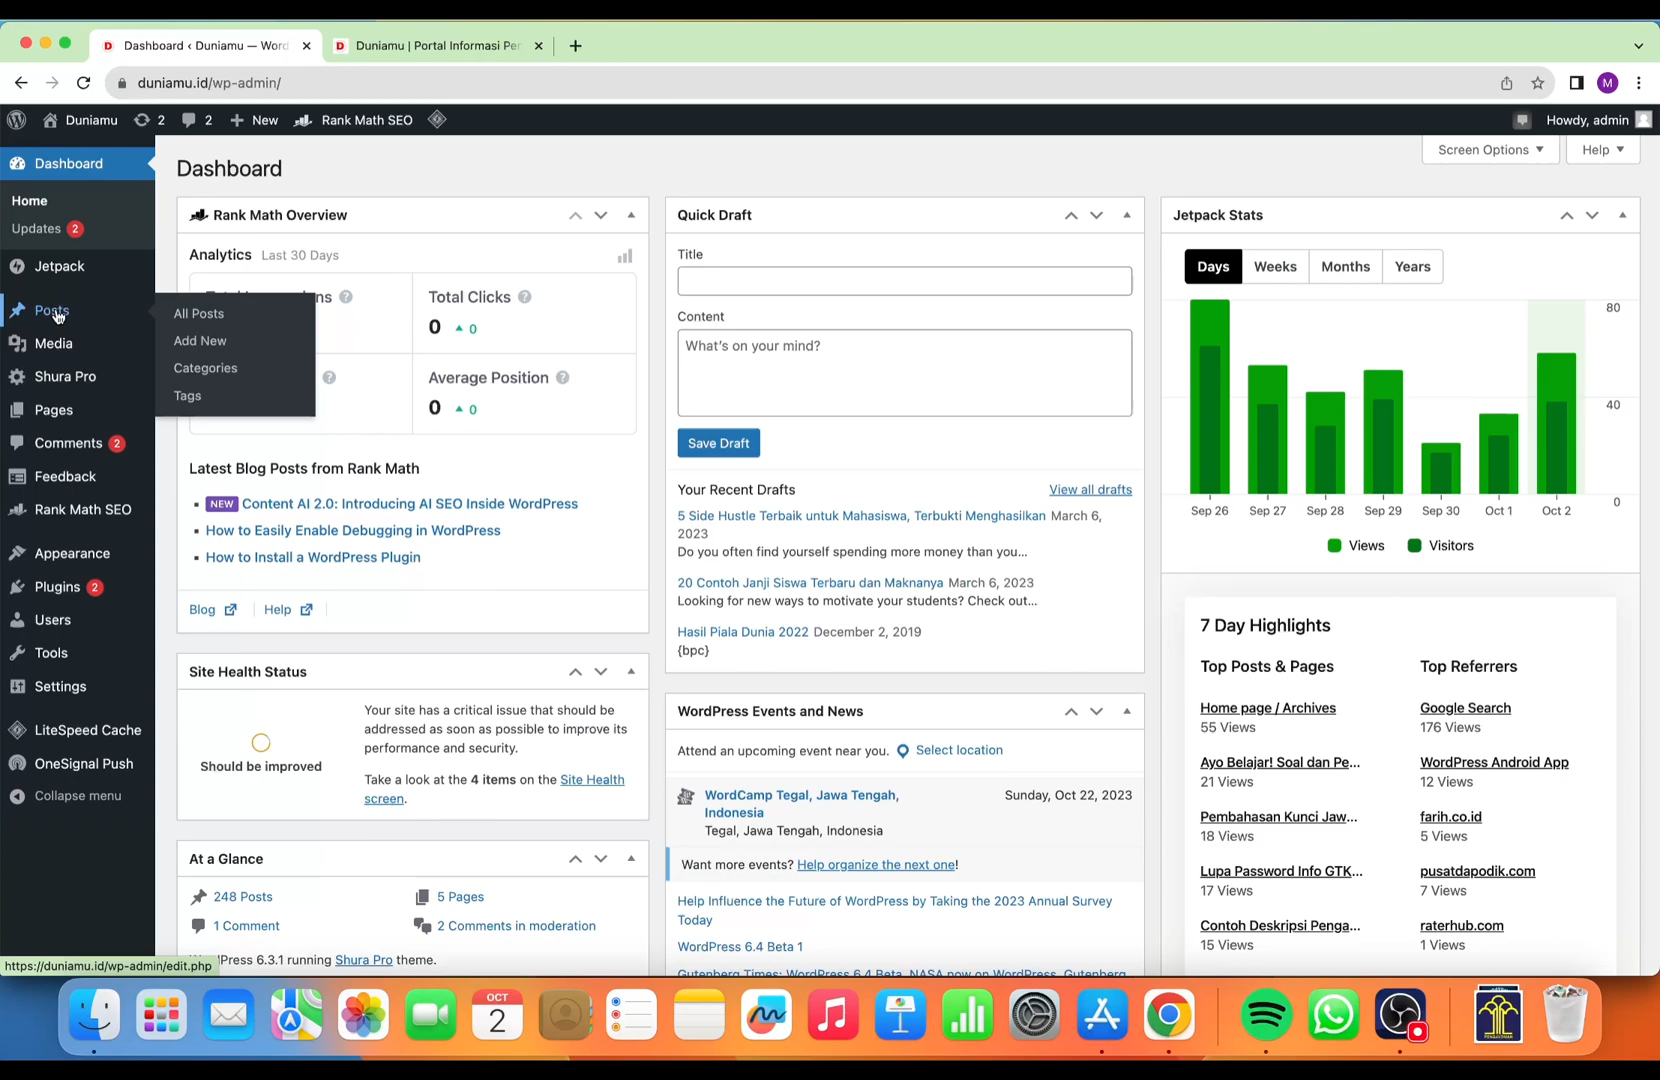 Dashboard ‹ Duniamu — Word
Duniamu | Portal Informasi Per
duniamu.id/wp-admin/
M
Duniamu
2
2
New
Rank Math SEO
Howdy, admin
Dashboard
Home
Updates 2
Jetpack
Posts
Media
Shura Pro
Pages
Comments 2
Feedback
Rank Math SEO
Appearance
Plugins 2
Users
Tools
Settings
LiteSpeed Cache
OneSignal Push
Collapse menu
All Posts
Add New
Categories
Tags
https://duniamu.id/wp-admin/edit.php
Dashboard
Screen Options
Help
Rank Math Overview
Analytics Last 30 Days
Total Clicks
0 0
Average Position
0 0
Latest Blog Posts from Rank Math
NEW Content AI 2.0: Introducing AI SEO Inside WordPress
How to Easily Enable Debugging in WordPress
How to Install a WordPress Plugin
Blog
Help
Site Health Status
Should be improved
Your site has a critical issue that should be
addressed as soon as possible to improve its
performance and security.
Take a look at the 4 items on the Site Health
screen.
At a Glance
248 Posts
5 Pages
1 Comment
2 Comments in moderation
Press 6.3.1 running Shura Pro theme.
Quick Draft
Title
Content
What's on your mind?
Save Draft
Your Recent Drafts
View all drafts
5 Side Hustle Terbaik untuk Mahasiswa, Terbukti Menghasilkan March 6,
2023
Do you often find yourself spending more money than you…
20 Contoh Janji Siswa Terbaru dan Maknanya March 6, 2023
Looking for new ways to motivate your students? Check out…
Hasil Piala Dunia 2022 December 2, 2019
{bpc}
WordPress Events and News
Attend an upcoming event near you. Select location
WordCamp Tegal, Jawa Tengah,
Indonesia
Tegal, Jawa Tengah, Indonesia
Sunday, Oct 22, 2023
Want more events? Help organize the next one!
Help Influence the Future of WordPress by Taking the 2023 Annual Survey
Today
WordPress 6.4 Beta 1
Gutenberg Times: WordPress 6.4 Beta, NASA now on WordPress, Gutenberg
Jetpack Stats
Days
Weeks
Months
Years
80
40
0
Sep 26
Sep 27
Sep 28
Sep 29
Sep 30
Oct 1
Oct 2
Views
Visitors
7 Day Highlights
Top Posts & Pages
Home page / Archives
55 Views
Ayo Belajar! Soal dan Pe...
21 Views
Pembahasan Kunci Jaw...
18 Views
Lupa Password Info GTK...
17 Views
Contoh Deskripsi Penga...
15 Views
Top Referrers
Google Search
176 Views
WordPress Android App
12 Views
farih.co.id
5 Views
pusatdapodik.com
7 Views
raterhub.com
1 Views
OCT
2